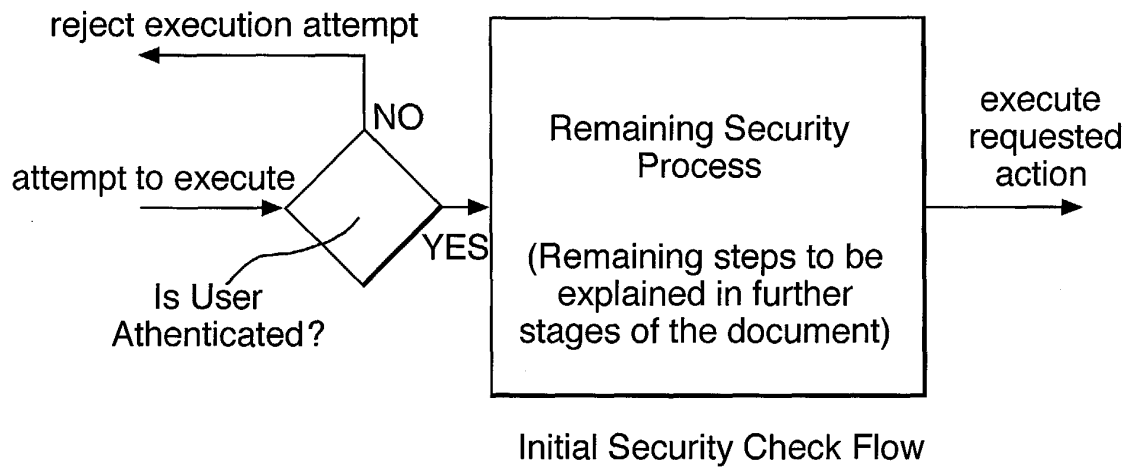 reject execution attempt
NO
attempt to execute
YES
Is User
Athenticated?
Remaining Security
Process
(Remaining steps to be
explained in further
stages of the document)
execute
requested
action
Initial Security Check Flow